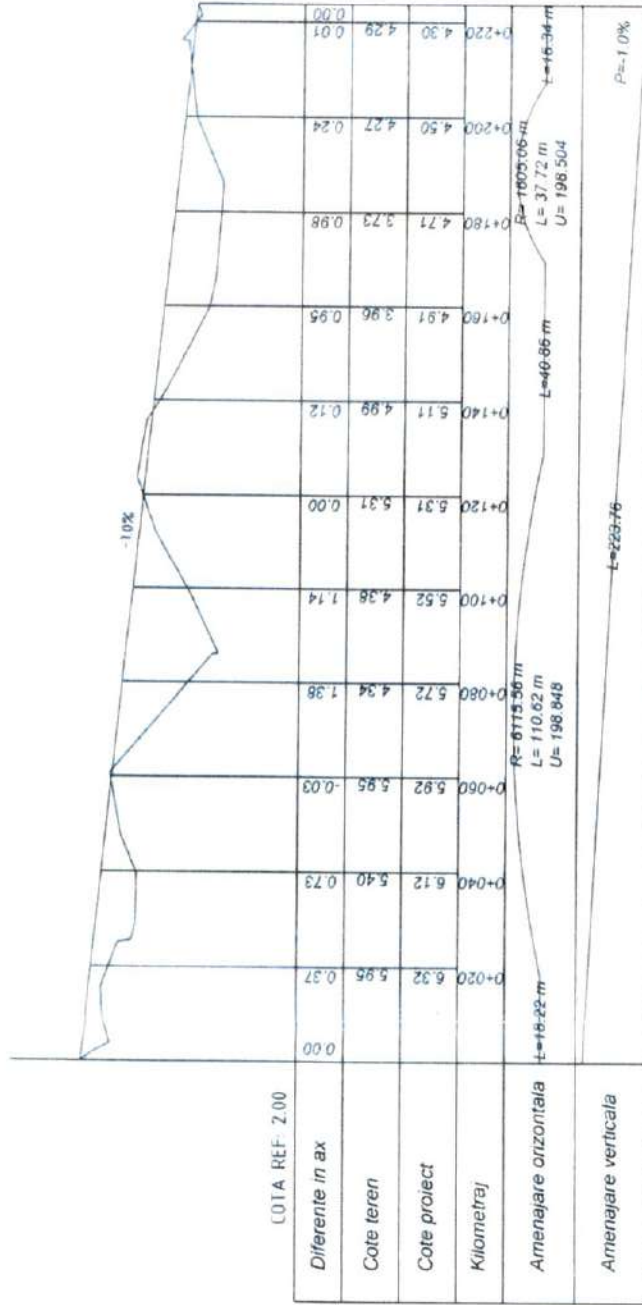 -1.0%
COTA REF: 2.00
Diferente in ax 0.00 0.37 0.73 -0.03 1.38 1.14 0.00 0.12 0.95 0.98 0.24 0.01 0.00
Cote teren 5.95 5.40 5.95 4.34 4.38 5.31 4.99 3.96 3.73 4.27 4.29
Cote proiect 6.32 6.12 5.92 5.72 5.52 5.31 5.11 4.91 4.71 4.50 4.30
Kilometraj 0+020 0+040 0+060 0+080 0+100 0+120 0+140 0+160 0+180 0+200 0+220
Amenajare orizontala
L=18.22 m
R= 6115.56 m
L= 110.62 m
U= 198.848
L=40.86 m
R= 1605.06 m
L= 37.72 m
U= 198.504
L=16.34 m
Amenajare verticala
L=223.76
P=-1.0%